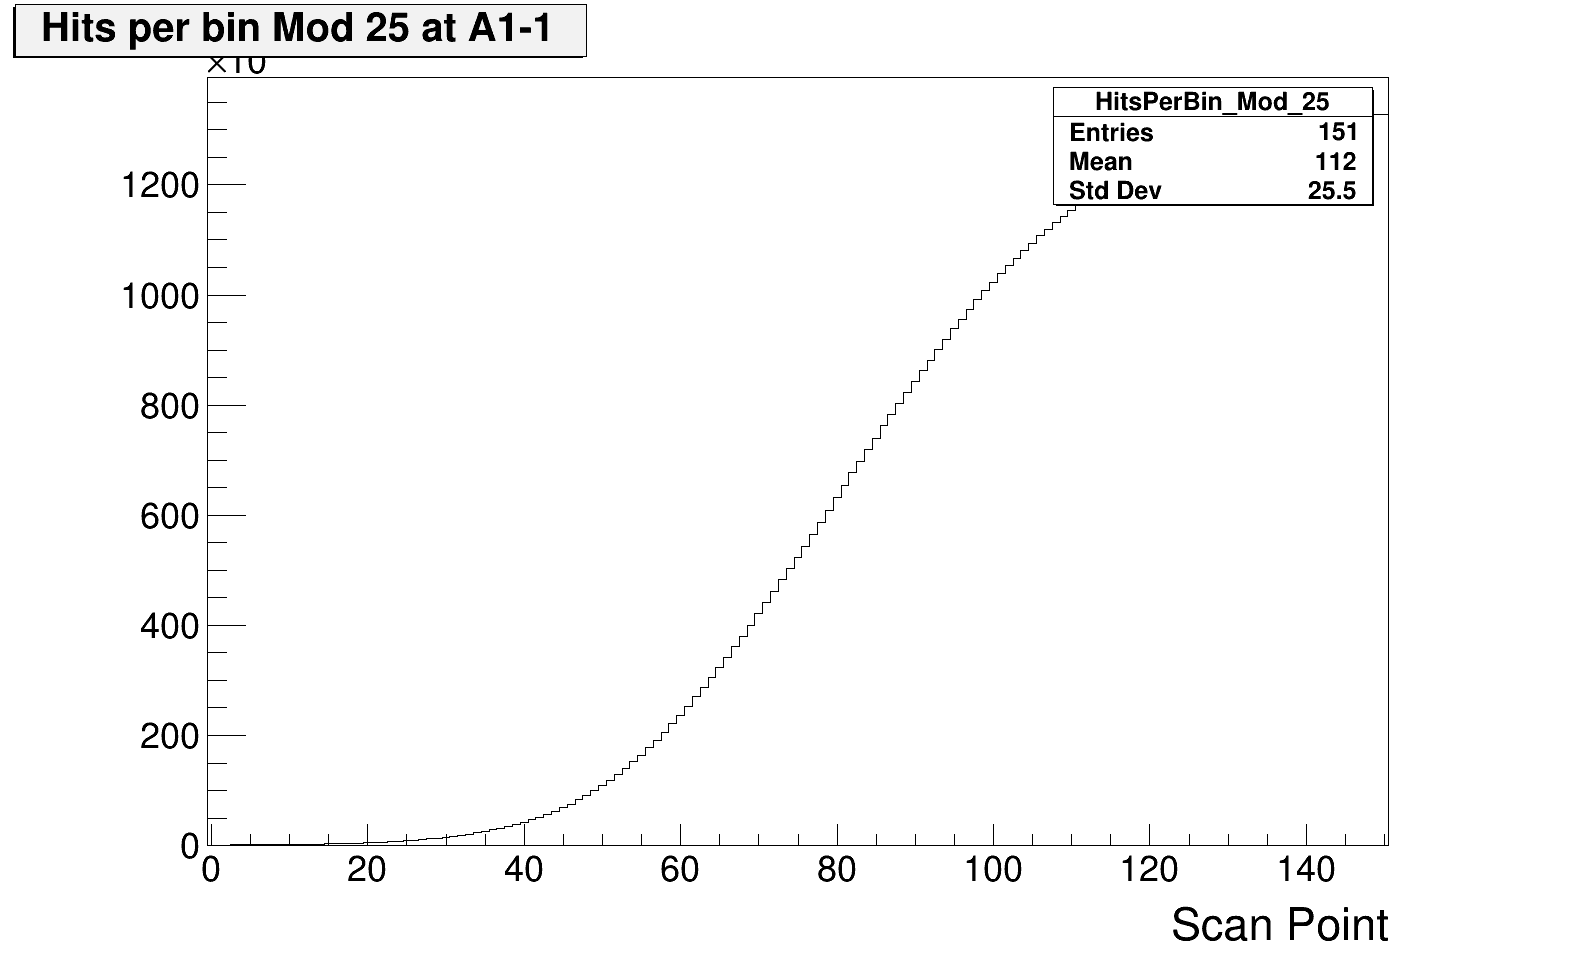 Hits per bin Mod 25 at A1-1
×10
HitsPerBin_Mod_25
Entries 151
Mean 112
Std Dev 25.5
1200
1000
800
600
400
200
0
0 20 40 60 80 100 120 140
Scan Point